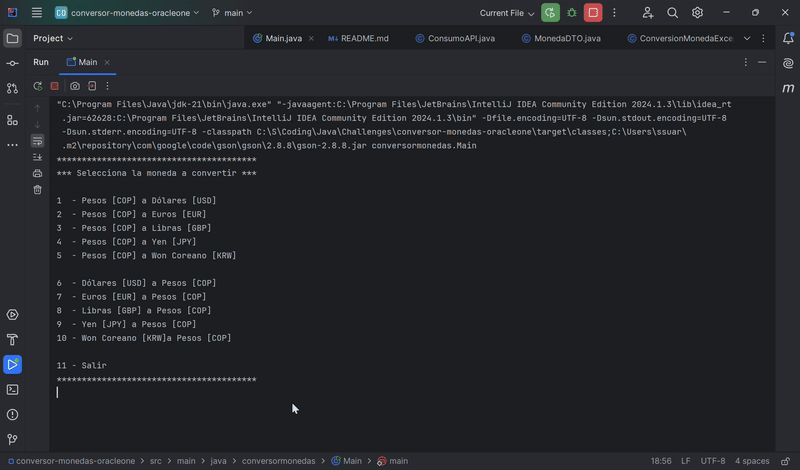 CO conversor-monedas-oracleone main Current File
Project
Main.java README.md ConsumoAPI.java MonedaDTO.java ConversionMonedaExce
Run Main
"C:\Program Files\Java\jdk-21\bin\java.exe" "-javaagent:C:\Program Files\JetBrains\IntelliJ IDEA Community Edition 2024.1.3\lib\idea_rt
.jar=62628:C:\Program Files\JetBrains\IntelliJ IDEA Community Edition 2024.1.3\bin" -Dfile.encoding=UTF-8 -Dsun.stdout.encoding=UTF-8
-Dsun.stderr.encoding=UTF-8 -classpath C:\S\Coding\Java\Challenges\conversor-monedas-oracleone\target\classes;C:\Users\ssuar\
.m2\repository\com\google\code\gson\gson\2.8.8\gson-2.8.8.jar conversormonedas.Main
****************************************
*** Selecciona la moneda a convertir ***
1  - Pesos [COP] a Dólares [USD]
2  - Pesos [COP] a Euros [EUR]
3  - Pesos [COP] a Libras [GBP]
4  - Pesos [COP] a Yen [JPY]
5  - Pesos [COP] a Won Coreano [KRW]
6  - Dólares [USD] a Pesos [COP]
7  - Euros [EUR] a Pesos [COP]
8  - Libras [GBP] a Pesos [COP]
9  - Yen [JPY] a Pesos [COP]
10 - Won Coreano [KRW]a Pesos [COP]
11 - Salir
****************************************
conversor-monedas-oracleone > src > main > java > conversormonedas > Main > main 18:56 LF UTF-8 4 spaces